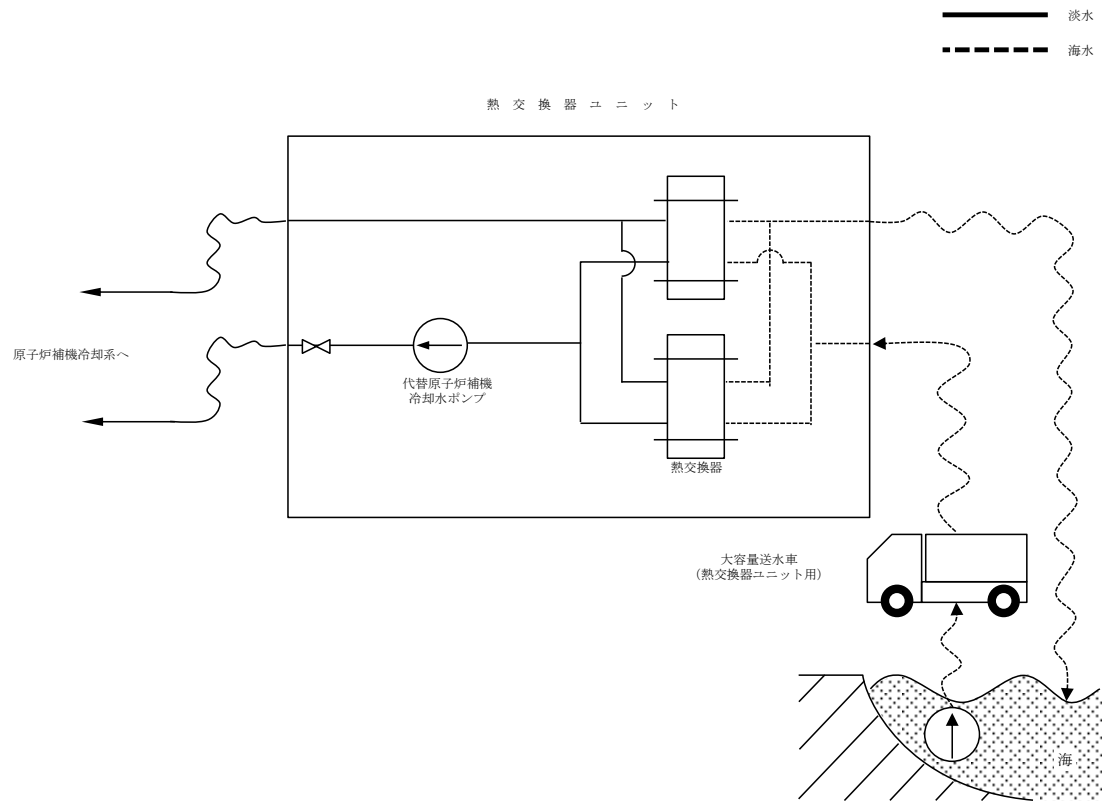 淡水
海水
熱交換器ユニット
原子炉補機冷却系へ
代替原子炉補機
冷却水ポンプ
熱交換器
大容量送水車
(熱交換器ユニット用)
海